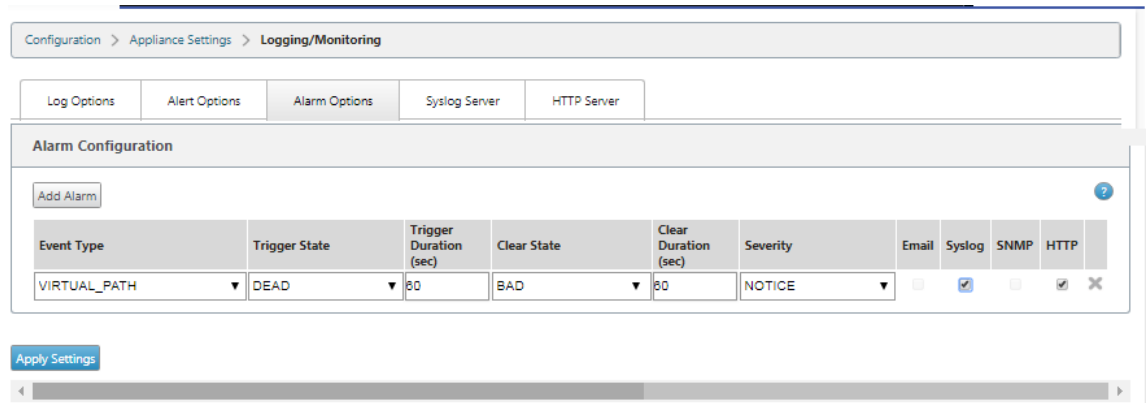 Configuration > Appliance Settings > Logging/Monitoring
Log Options Alert Options Alarm Options Syslog Server HTTP Server
Alarm Configuration
Add Alarm ?
Event Type Trigger State Trigger Duration (sec) Clear State Clear Duration (sec) Severity Email Syslog SNMP HTTP
VIRTUAL_PATH DEAD 60 BAD 60 NOTICE
Apply Settings